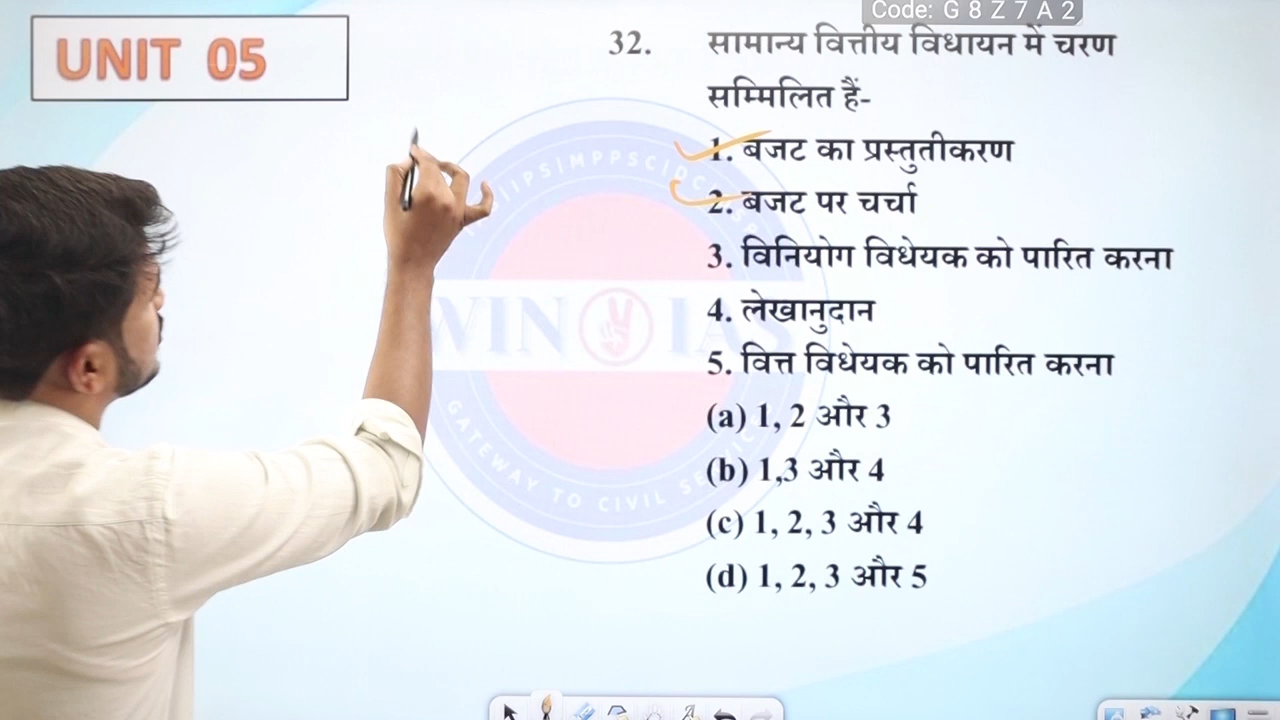 Code: G 8 Z 7 A 2
UNIT 05
32. सामान्य वित्तीय विधायन में चरण
सम्मिलित हैं-
1. बजट का प्रस्तुतीकरण
2. बजट पर चर्चा
3. विनियोग विधेयक को पारित करना
4. लेखानुदान
5. वित्त विधेयक को पारित करना
(a) 1, 2 और 3
(b) 1,3 और 4
(c) 1, 2, 3 और 4
(d) 1, 2, 3 और 5
WIN IAS
GATEWAY TO CIVIL